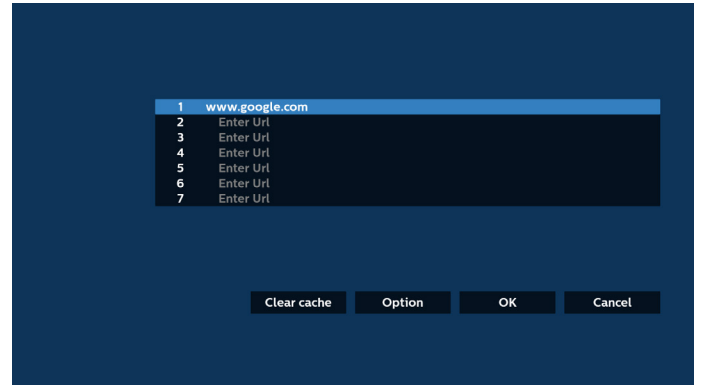 1 www.google.com
2 Enter Url
3 Enter Url
4 Enter Url
5 Enter Url
6 Enter Url
7 Enter Url
Clear cache Option OK Cancel